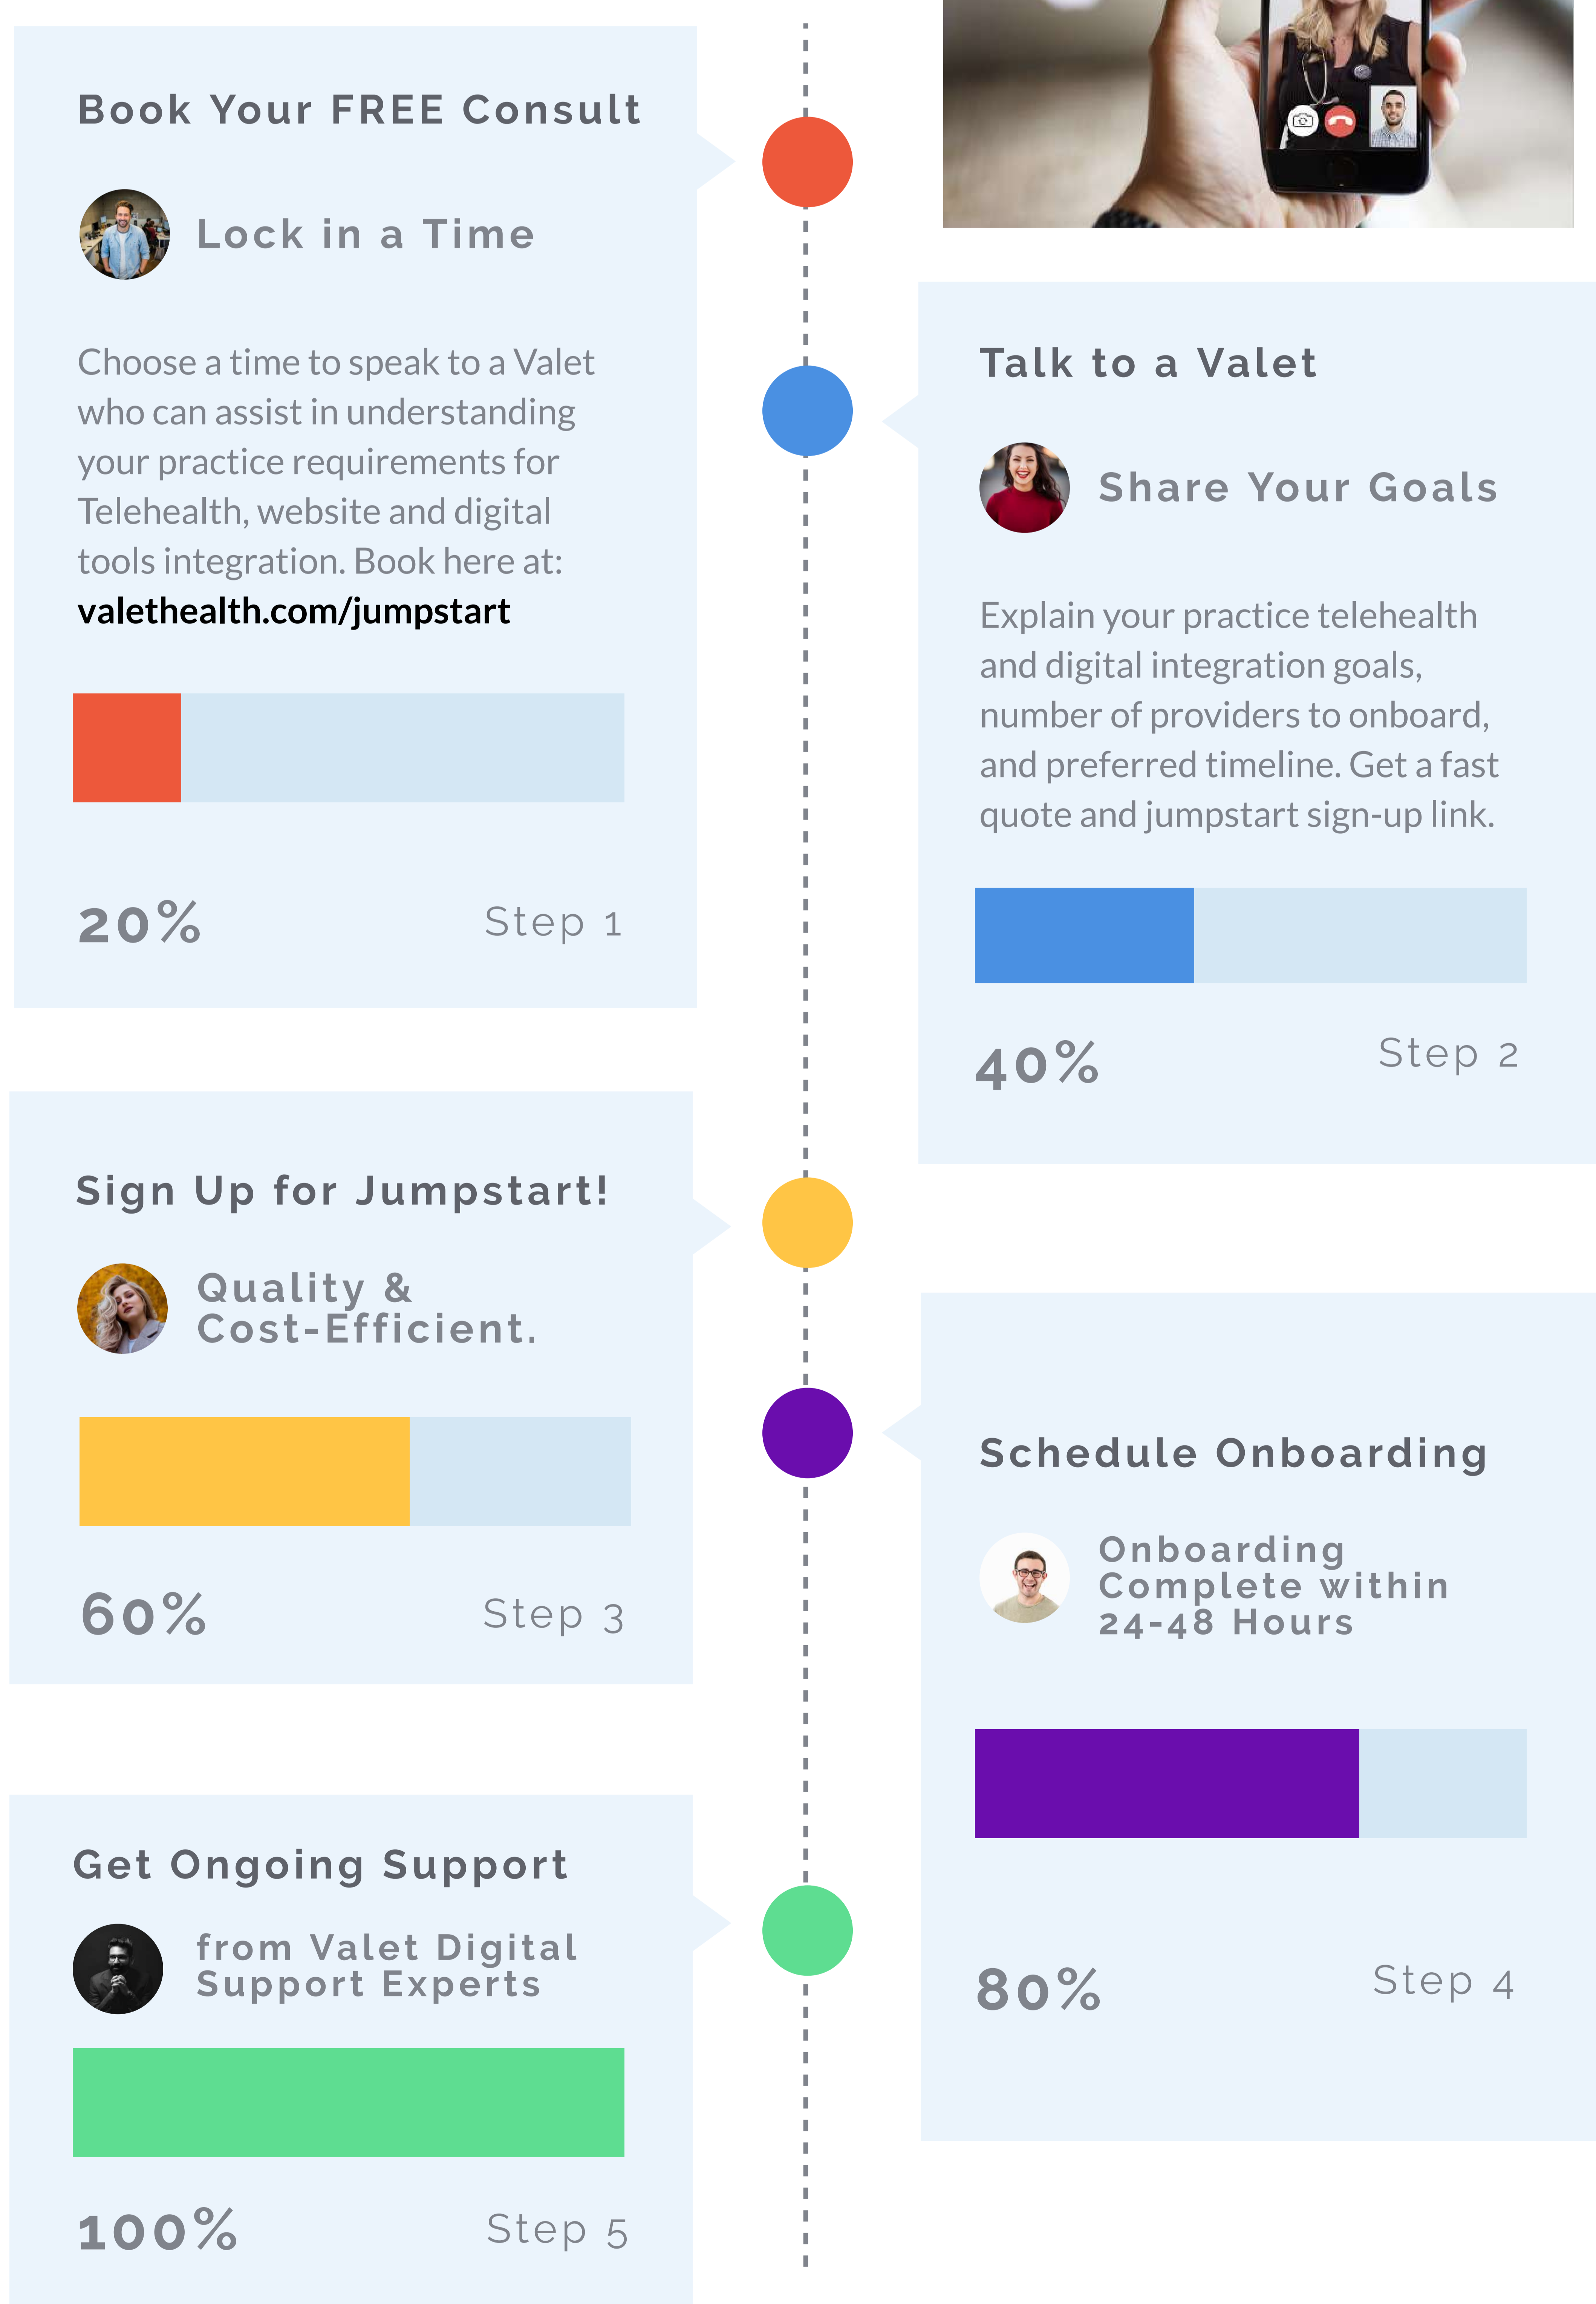 Book Your FREE Consult
Lock in a Time
Choose a time to speak to a Valet
who can assist in understanding
your practice requirements for
Telehealth, website and digital
tools integration. Book here at:
valethealth.com/jumpstart
20%
Step 1
Talk to a Valet
Share Your Goals
Explain your practice telehealth
and digital integration goals,
number of providers to onboard,
and preferred timeline. Get a fast
quote and jumpstart sign-up link.
40%
Step 2
Sign Up for Jumpstart!
Quality &
Cost-Efficient.
60%
Step 3
Schedule Onboarding
Onboarding
Complete within
24-48 Hours
80%
Step 4
Get Ongoing Support
from Valet Digital
Support Experts
100%
Step 5